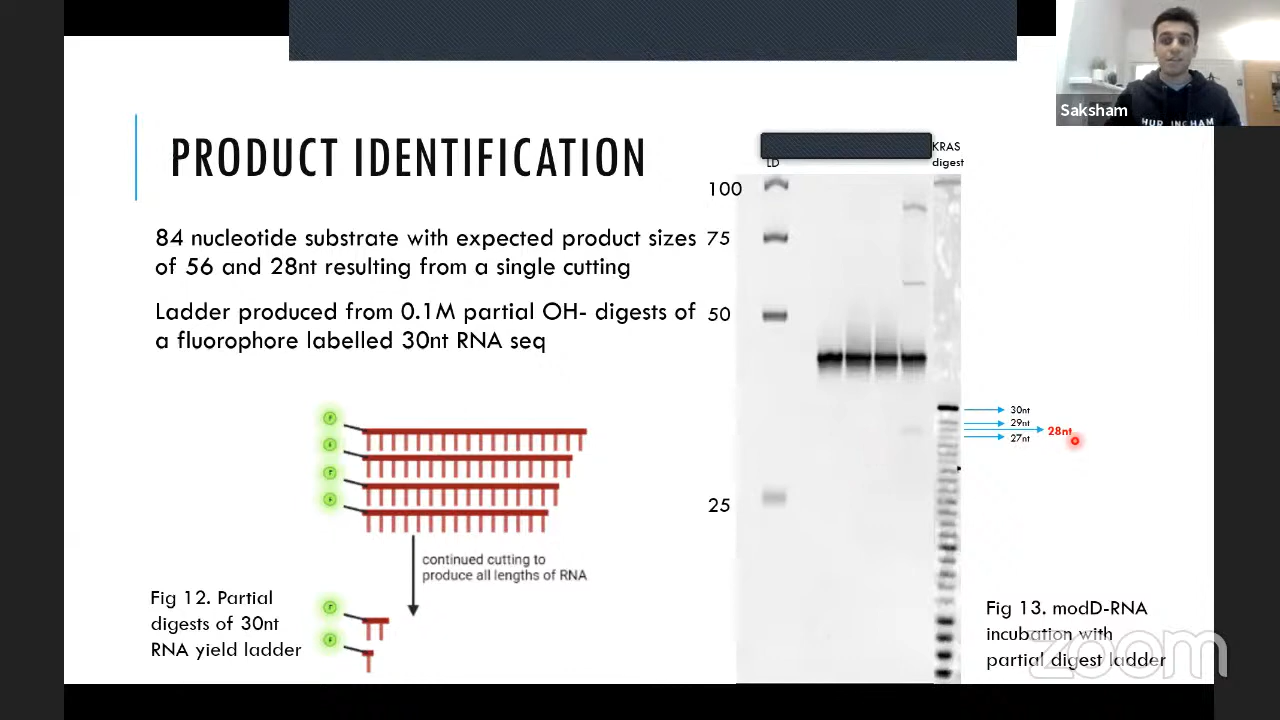 Saksham
PRODUCT IDENTIFICATION
84 nucleotide substrate with expected product sizes
of 56 and 28nt resulting from a single cutting
Ladder produced from 0.1M partial OH- digests of
a fluorophore labelled 30nt RNA seq
continued cutting to
produce all lengths of RNA
Fig 12. Partial
digests of 30nt
RNA yield ladder
LD
KRAS
digest
100
75
50
25
30nt
29nt
28nt
27nt
Fig 13. modD-RNA
incubation with
partial digest ladder
zoom